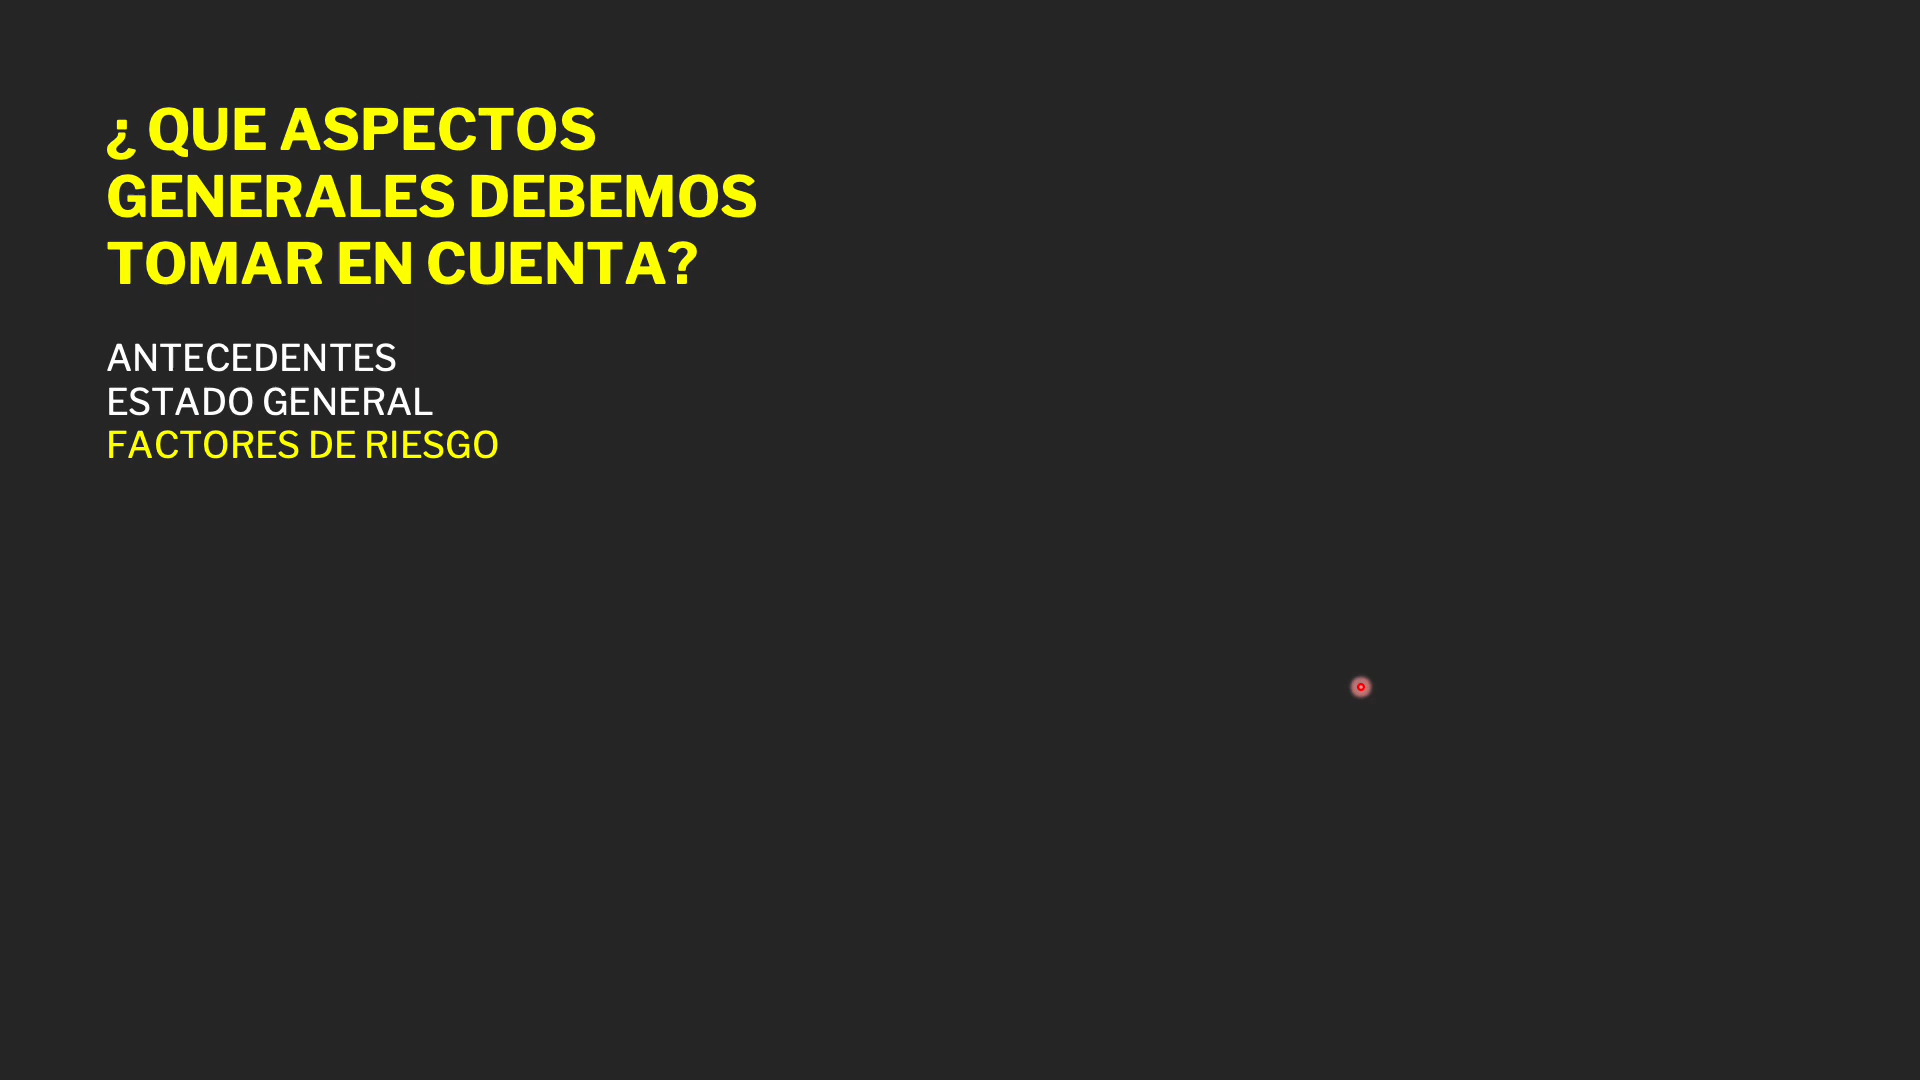 ¿ QUE ASPECTOS
GENERALES DEBEMOS
TOMAR EN CUENTA?
ANTECEDENTES
ESTADO GENERAL
FACTORES DE RIESGO